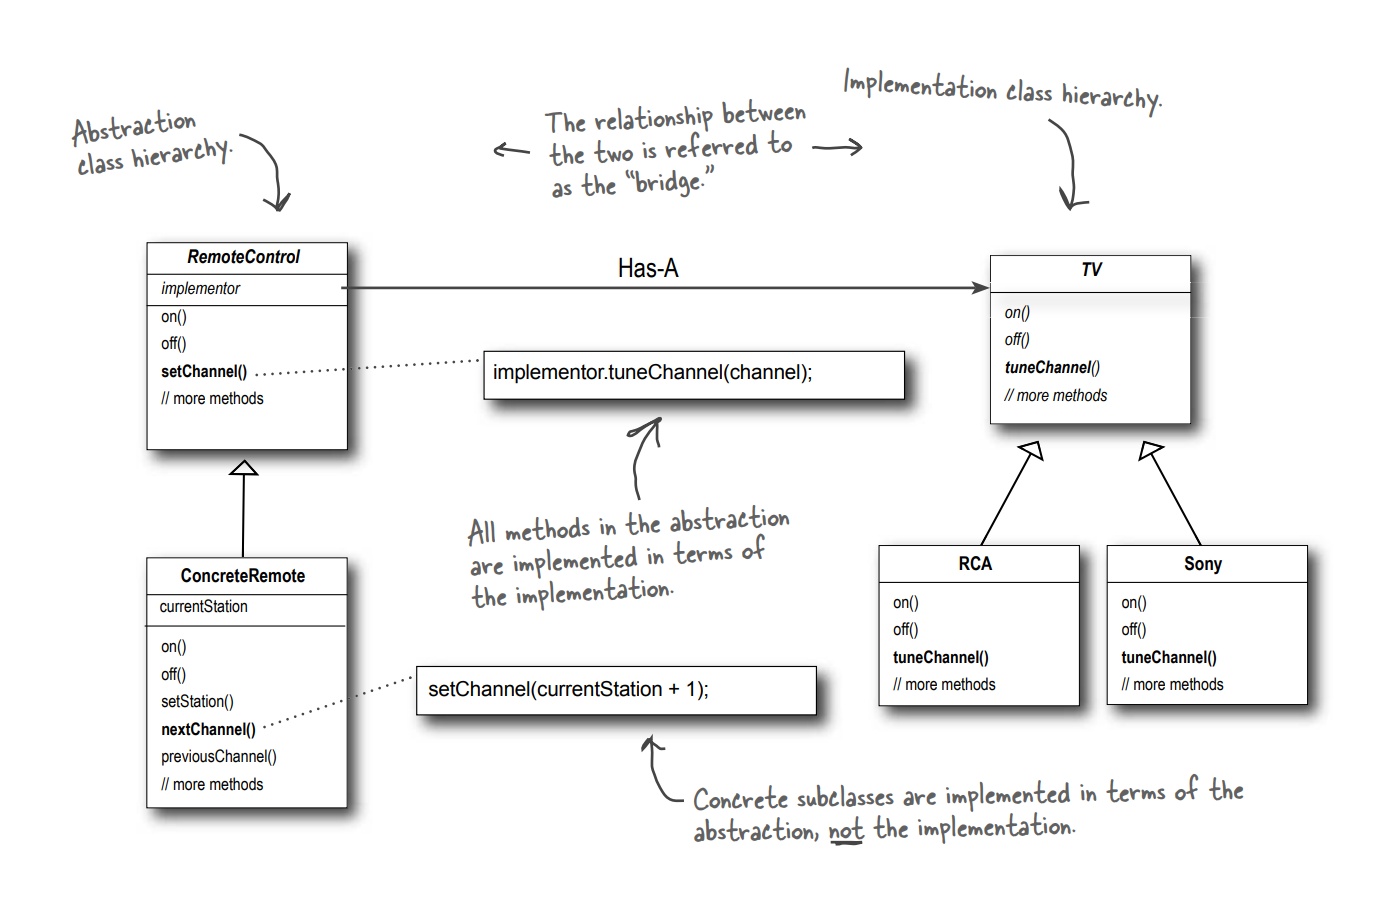 Abstraction
class hierarchy.
The relationship between
the two is referred to
as the “bridge.”
Implementation class hierarchy.
RemoteControl
implementor
on()
off()
setChannel()
// more methods
Has-A
TV
on()
off()
tuneChannel()
// more methods
implementor.tuneChannel(channel);
All methods in the abstraction
are implemented in terms of
the implementation.
ConcreteRemote
currentStation
on()
off()
setStation()
nextChannel()
previousChannel()
// more methods
setChannel(currentStation + 1);
RCA
on()
off()
tuneChannel()
// more methods
Sony
on()
off()
tuneChannel()
// more methods
Concrete subclasses are implemented in terms of the
abstraction, not the implementation.